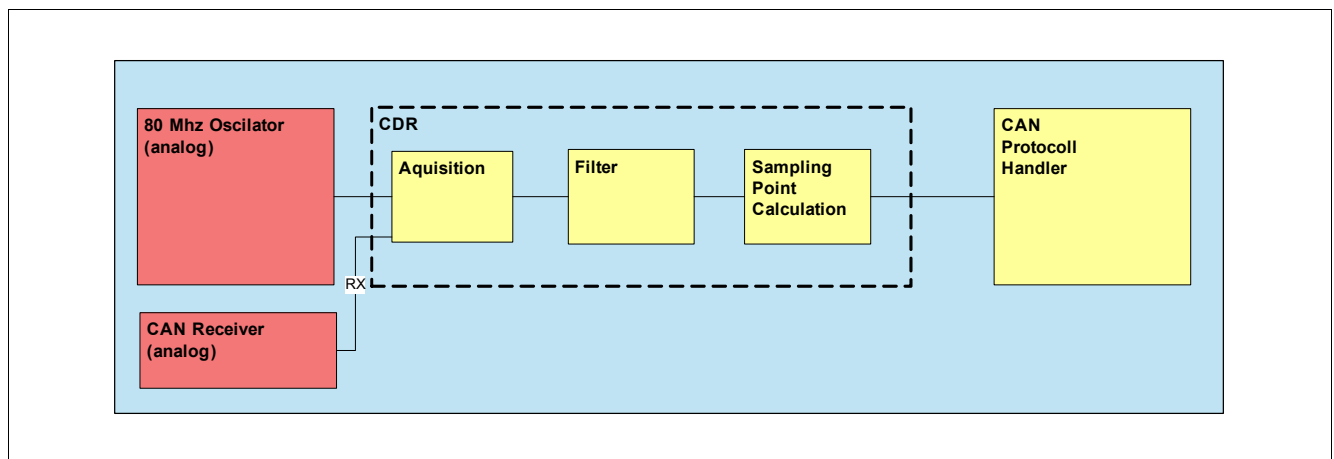 80 Mhz Oscilator
(analog)
CDR
Aquisition
Filter
Sampling
Point
Calculation
CAN
Protocoll
Handler
RX
CAN Receiver
(analog)